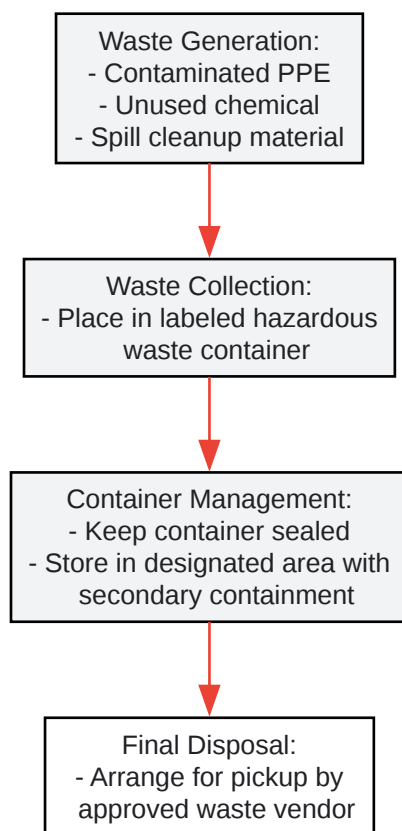 Waste Generation:
- Contaminated PPE
- Unused chemical
- Spill cleanup material
Waste Collection:
- Place in labeled hazardous
waste container
Container Management:
- Keep container sealed
- Store in designated area with
secondary containment
Final Disposal:
- Arrange for pickup by
approved waste vendor